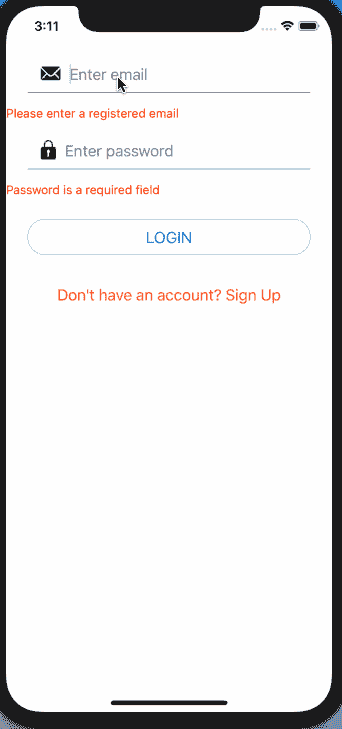 3:11
Enter email
Please enter a registered email
Enter password
Password is a required field
LOGIN
Don't have an account? Sign Up